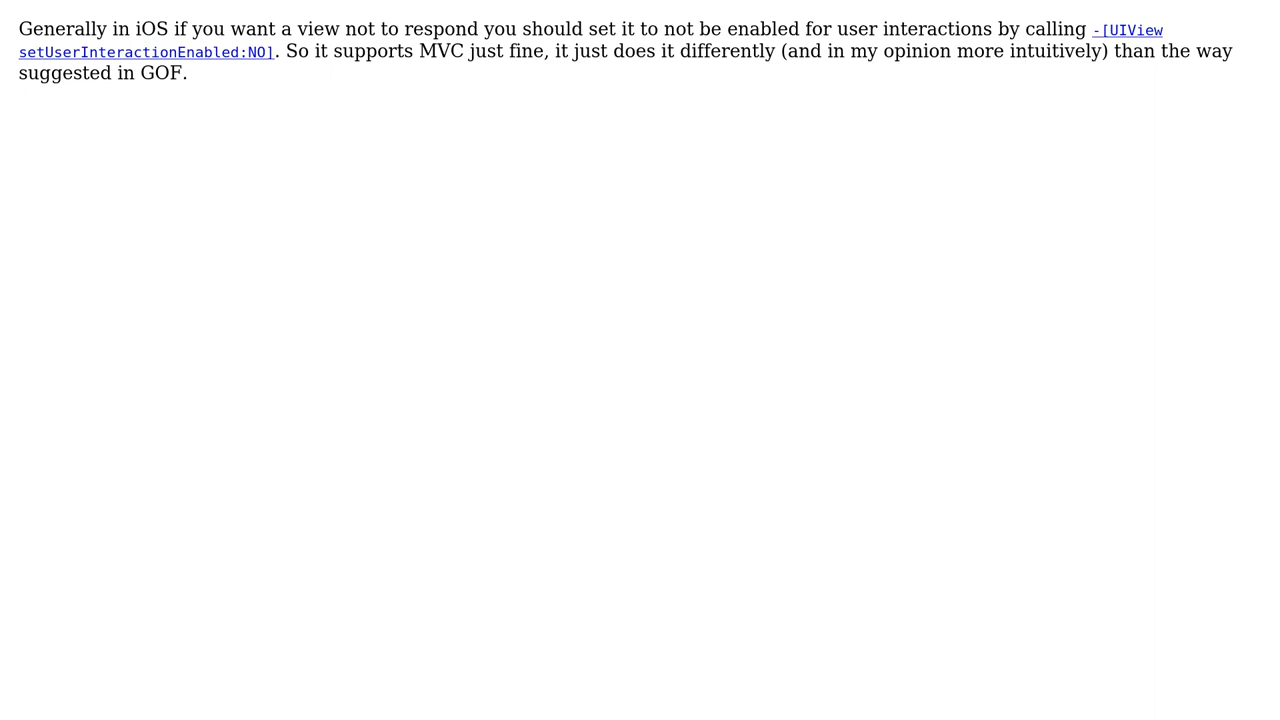 Generally in iOS if you want a view not to respond you should set it to not be enabled for user interactions by calling -[UIView
setUserInteractionEnabled:NO]. So it supports MVC just fine, it just does it differently (and in my opinion more intuitively) than the way
suggested in GOF.